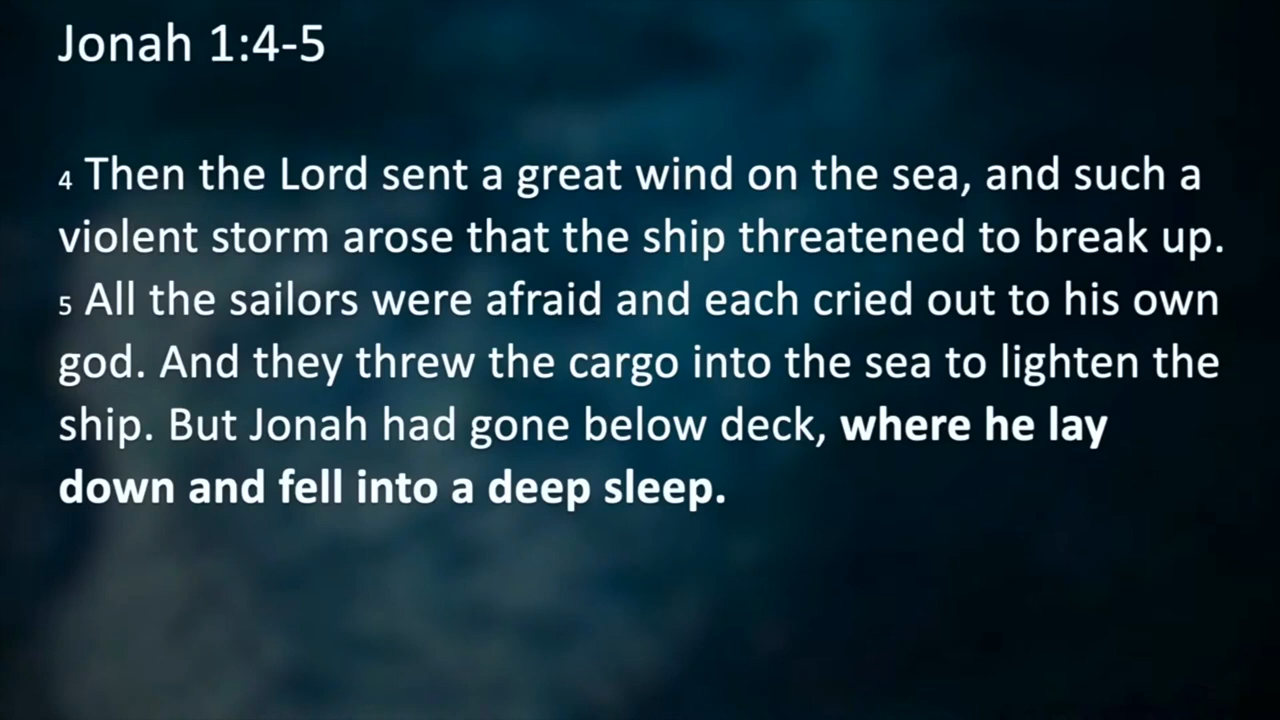 Jonah 1:4-5
4 Then the Lord sent a great wind on the sea, and such a
violent storm arose that the ship threatened to break up.
5 All the sailors were afraid and each cried out to his own
god. And they threw the cargo into the sea to lighten the
ship. But Jonah had gone below deck, where he lay
down and fell into a deep sleep.